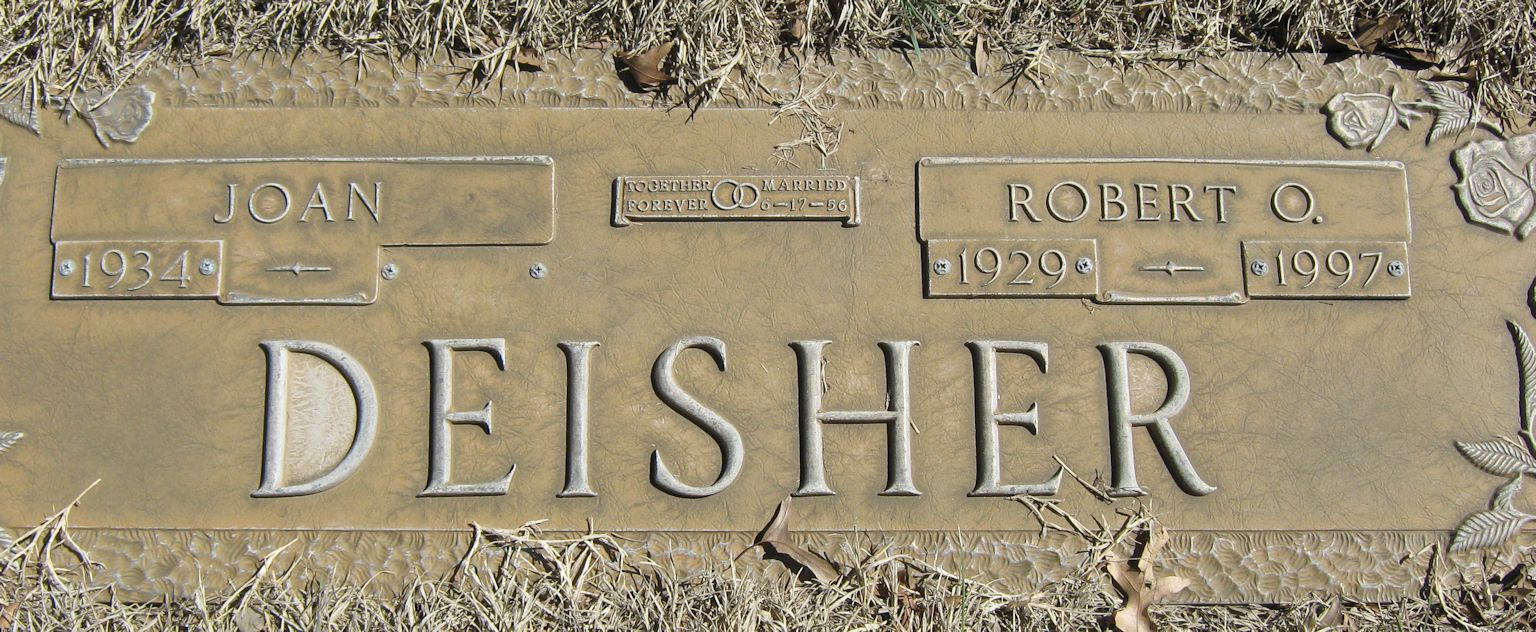 JOAN
1934 –
TOGETHER MARRIED
FOREVER 6-17-56
ROBERT O.
1929 – 1997
DEISHER